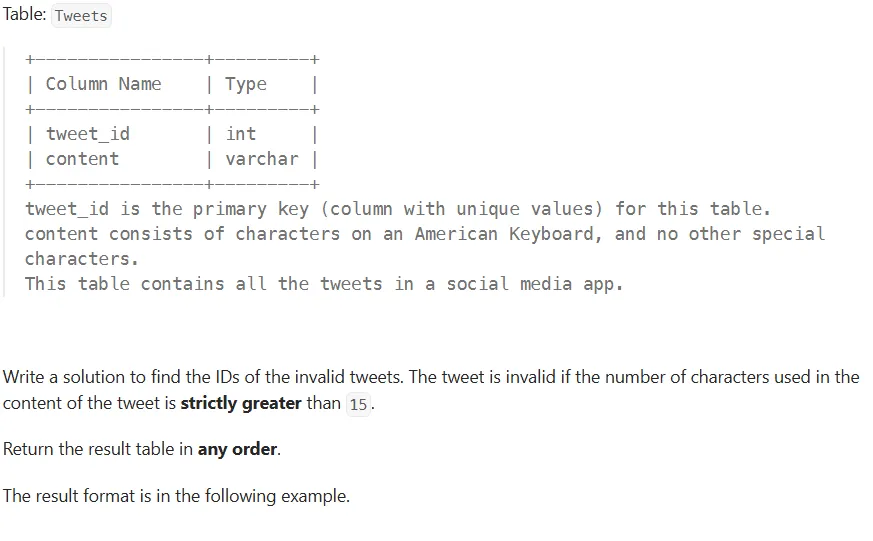 Table: Tweets
+----------------+---------+
| Column Name    | Type    |
+----------------+---------+
| tweet_id       | int     |
| content        | varchar |
+----------------+---------+
tweet_id is the primary key (column with unique values) for this table.
content consists of characters on an American Keyboard, and no other special
characters.
This table contains all the tweets in a social media app.
Write a solution to find the IDs of the invalid tweets. The tweet is invalid if the number of characters used in the
content of the tweet is strictly greater than 15.
Return the result table in any order.
The result format is in the following example.